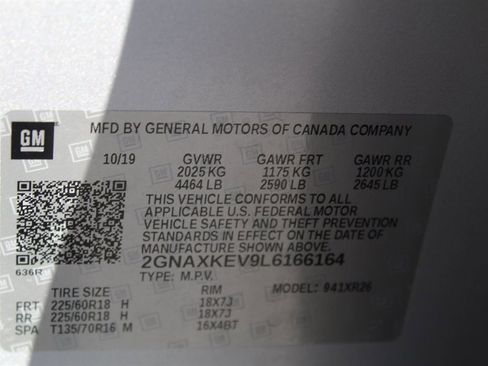 GM
MFD BY GENERAL MOTORS OF CANADA COMPANY
10/19 GVWR GAWR FRT GAWR RR
2025 KG 1175 KG 1200 KG
4464 LB 2590 LB 2645 LB
THIS VEHICLE CONFORMS TO ALL
APPLICABLE U.S. FEDERAL MOTOR
VEHICLE SAFETY AND THEFT PREVENTION
STANDARDS IN EFFECT ON THE DATE OF
MANUFACTURE SHOWN ABOVE.
636R 2GNAXKEV9L6166164
TYPE: M.P.V.
TIRE SIZE RIM MODEL: 941XR26
FRT 225/60R18 H 18X7J
RR 225/60R18 H 18X7J
SPA T135/70R16 M 16X4BT